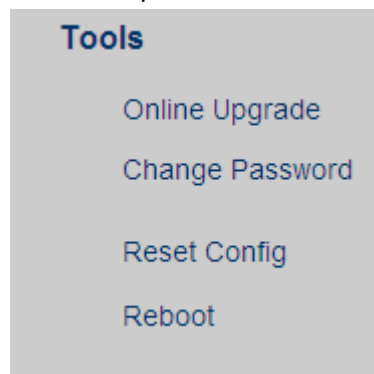 Tools
Online Upgrade
Change Password
Reset Config
Reboot